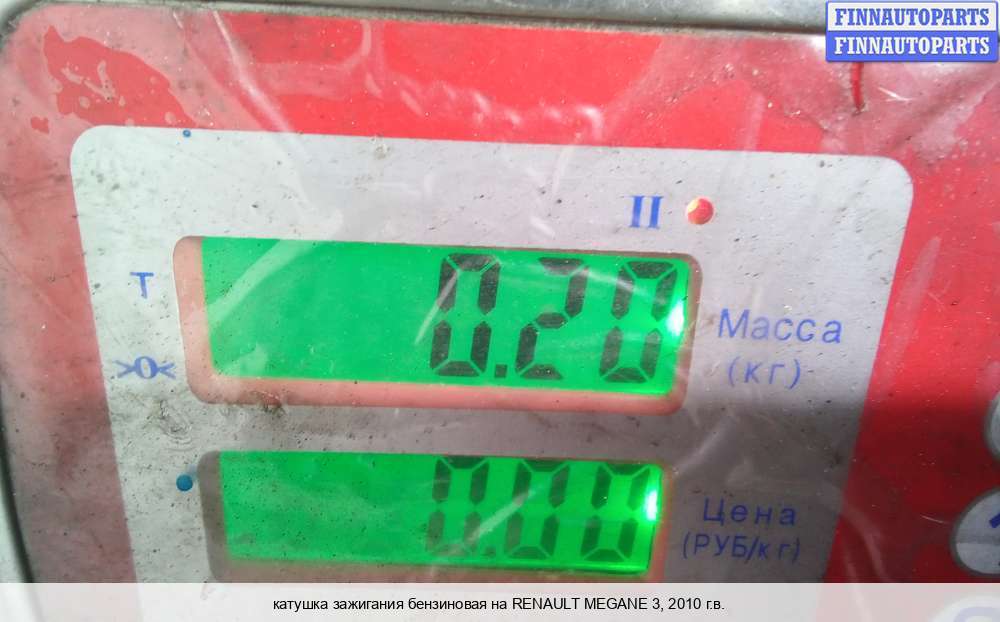 FINNAUTOPARTS
FINNAUTOPARTS
II
T
0.20
Масса
(кг)
>0<
0.00
Цена
(РУБ/кг)
катушка зажигания бензиновая на RENAULT MEGANE 3, 2010 г.в.